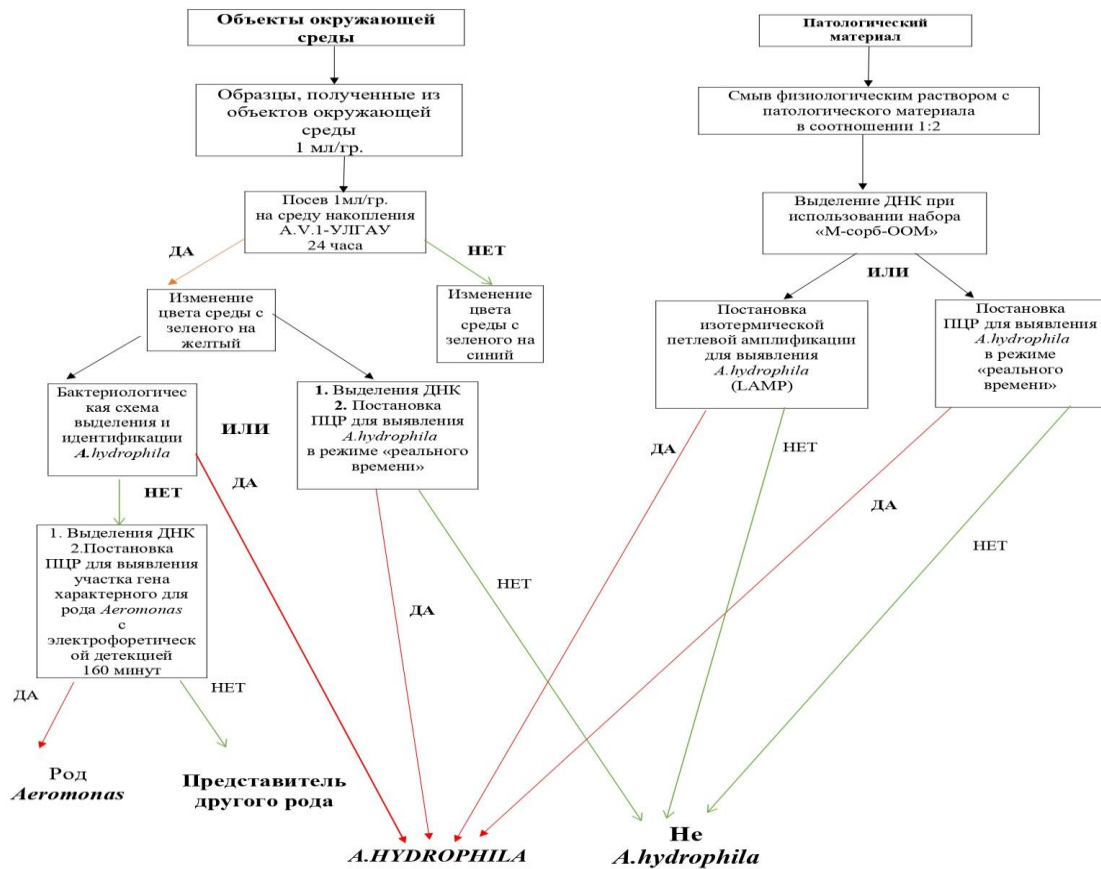 Объекты окружающей
среды
Образцы, полученные из
объектов окружающей
среды
1 мл/гр.
Посев 1мл/гр.
на среду накопления
A.V.1-УЛГАУ
24 часа
ДА
НЕТ
Изменение
цвета среды с
зеленого на
желтый
Изменение
цвета
среды с
зеленого на
синий
Бактериологичес
кая схема
выделения и
идентификации
A.hydrophila
ИЛИ
1. Выделения ДНК
2. Постановка
ПЦР для выявления
A.hydrophila
в режиме «реального
времени»
НЕТ
ДА
1. Выделения ДНК
2.Постановка
ПЦР для выявления
участка гена
характерного для
рода Aeromonas
с
электрофоретическ
ой детекцией
160 минут
ДА
НЕТ
ДА
НЕТ
Род
Aeromonas
Представитель
другого рода
Патологический
материал
Смыв физиологическим раствором с
патологического материала
в соотношении 1:2
Выделение ДНК при
использовании набора
«М-сорб-ООМ»
ИЛИ
Постановка
изотермической
петлевой амплификации
для выявления
A.hydrophila
(LAMP)
Постановка
ПЦР для выявления
A.hydrophila
в режиме
«реального
времени»
ДА
НЕТ
ДА
НЕТ
A.HYDROPHILA
Не
A.hydrophila